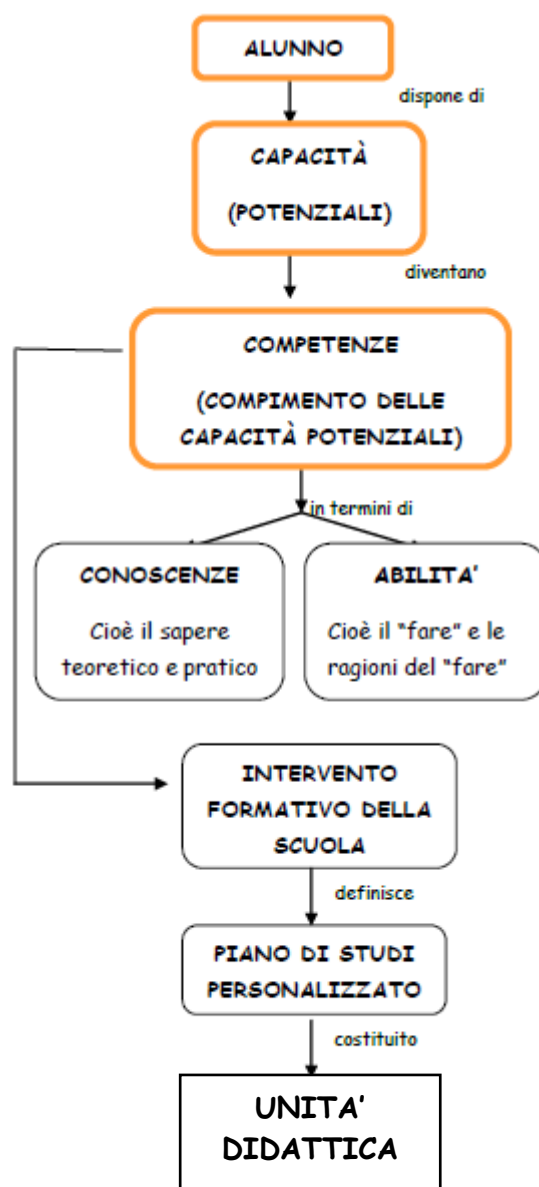 ALUNNO
dispone di
CAPACITÀ
(POTENZIALI)
diventano
COMPETENZE
(COMPIMENTO DELLE
CAPACITÀ POTENZIALI)
in termini di
CONOSCENZE
Cioè il sapere
teoretico e pratico
ABILITA'
Cioè il "fare" e le
ragioni del "fare"
INTERVENTO
FORMATIVO DELLA
SCUOLA
definisce
PIANO DI STUDI
PERSONALIZZATO
costituito
UNITA'
DIDATTICA